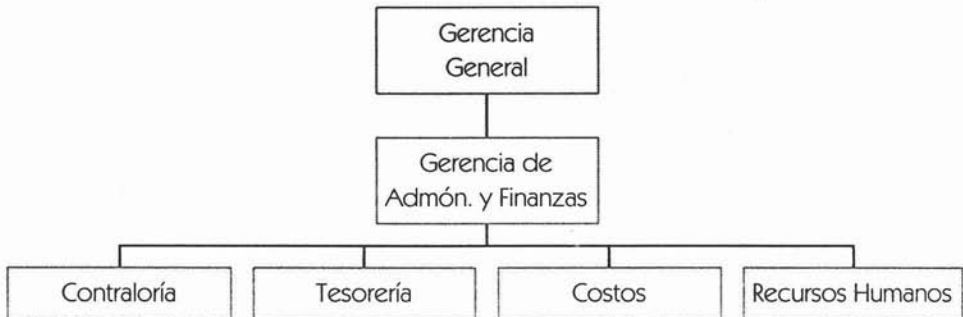 Gerencia
General
Gerencia de
Admón. y Finanzas
Contraloría
Tesorería
Costos
Recursos Humanos